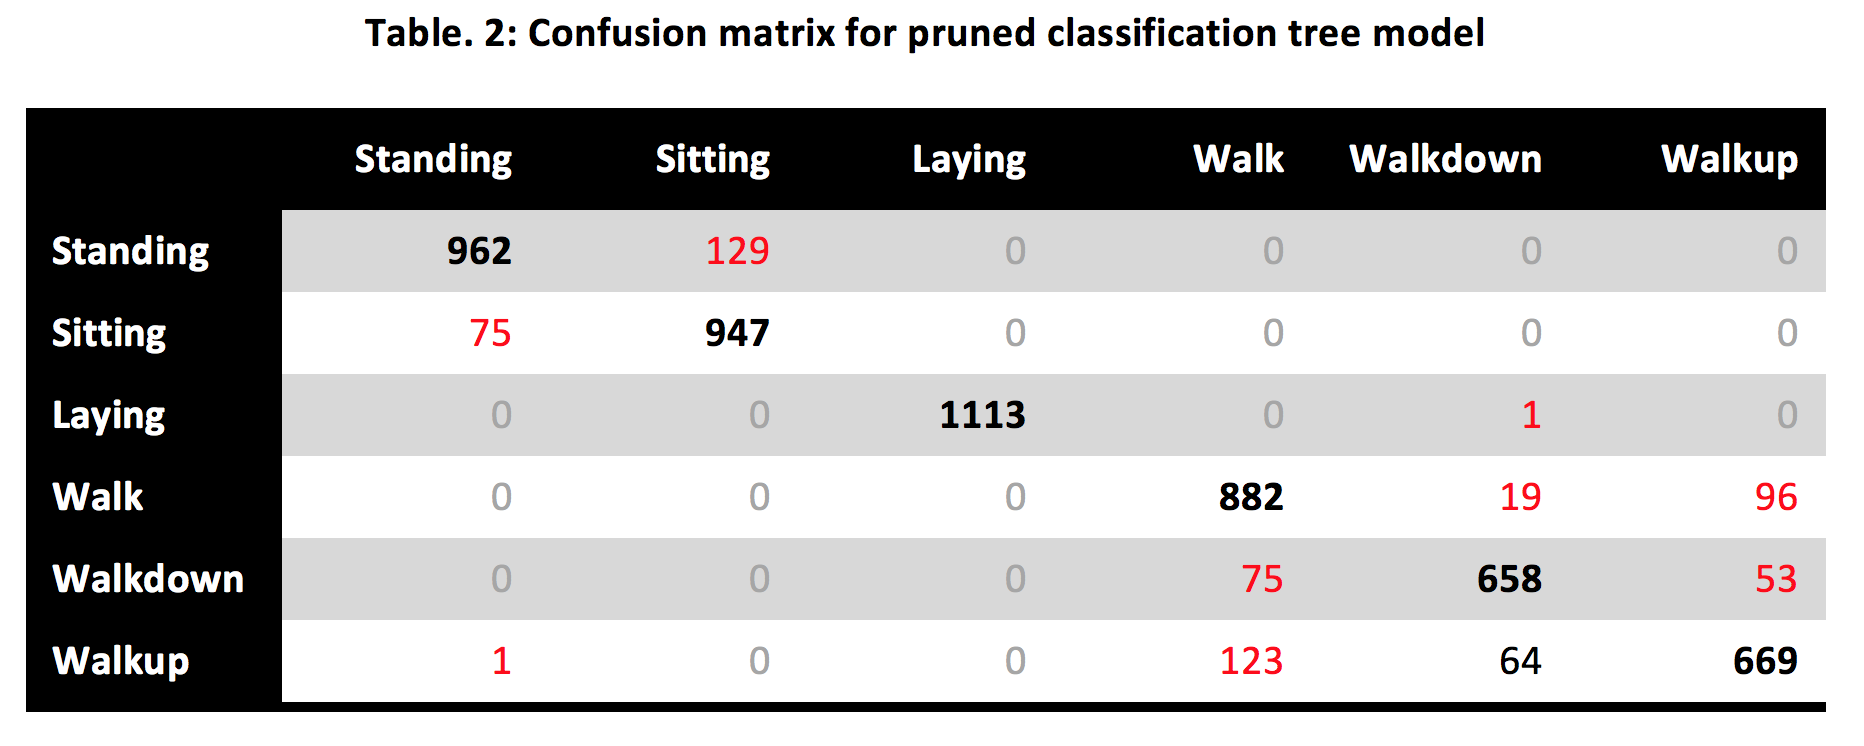 Table. 2: Confusion matrix for pruned classification tree model
Standing Sitting Laying Walk Walkdown Walkup
Standing 962 129 0 0 0 0
Sitting 75 947 0 0 0 0
Laying 0 0 1113 0 1 0
Walk 0 0 0 882 19 96
Walkdown 0 0 0 75 658 53
Walkup 1 0 0 123 64 669